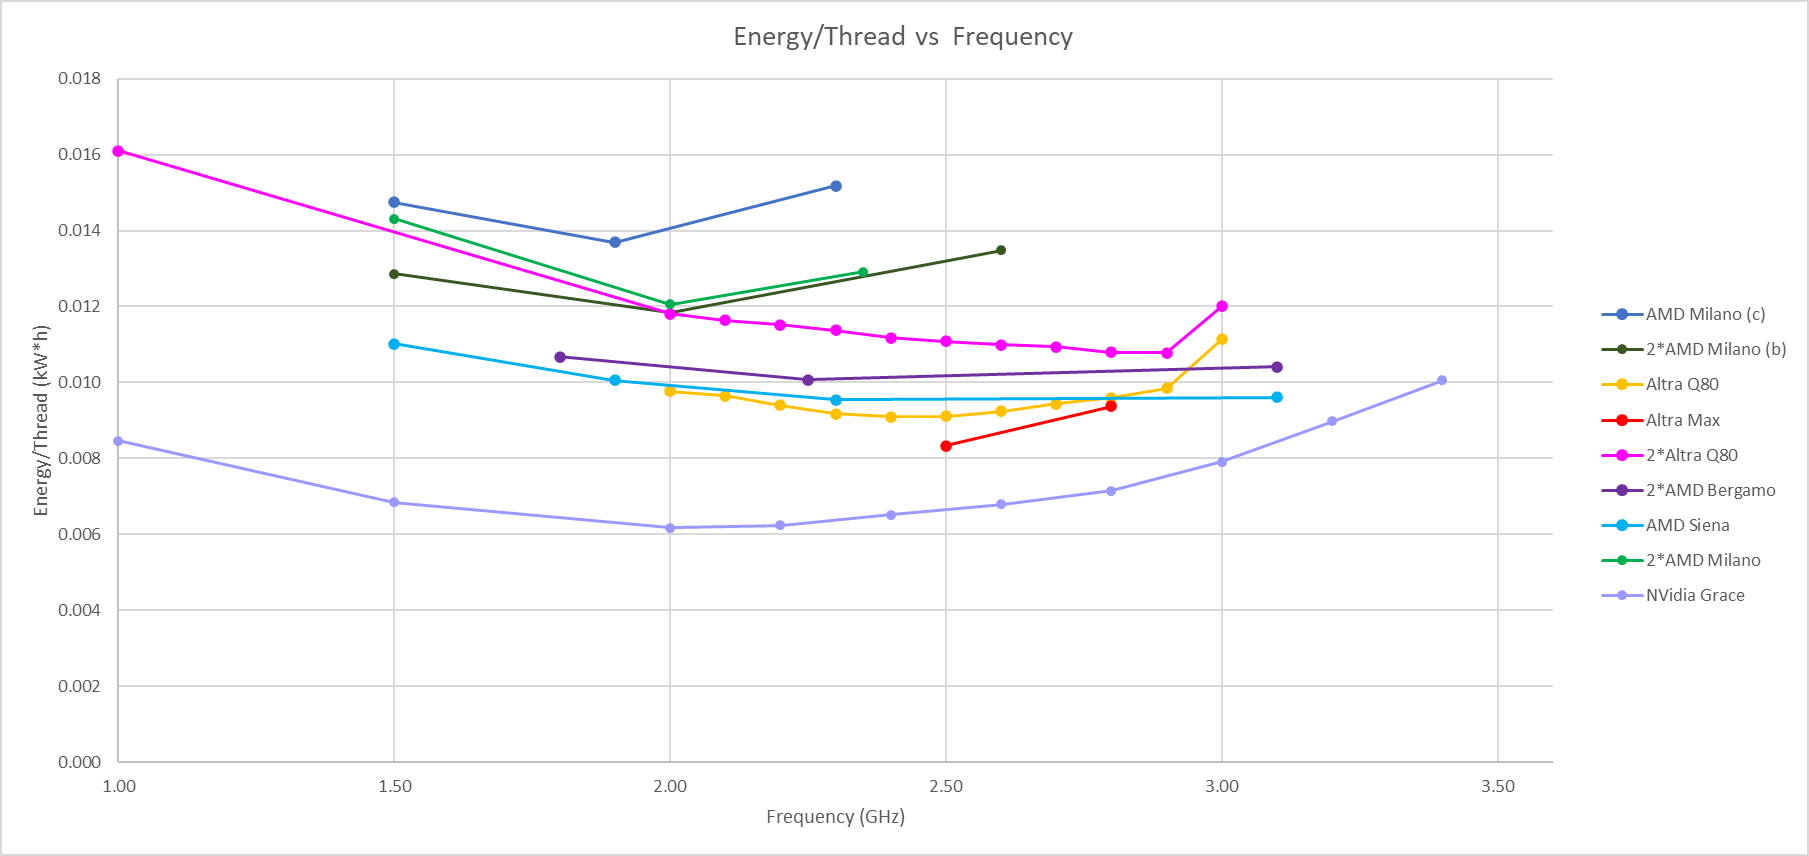 Energy/Thread vs  Frequency
0.018
0.016
0.014
0.012
0.010
0.008
0.006
0.004
0.002
0.000
Energy/Thread (kW*h)
1.00 1.50 2.00 2.50 3.00 3.50
Frequency (GHz)
AMD Milano (c)
2*AMD Milano (b)
Altra Q80
Altra Max
2*Altra Q80
2*AMD Bergamo
AMD Siena
2*AMD Milano
NVidia Grace